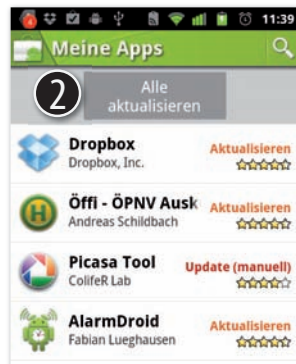 11:39
Meine Apps
2
Alle
aktualisieren
Dropbox
Dropbox, Inc.
Aktualisieren
H
Öffi - ÖPNV Ausk
Andreas Schildbach
Aktualisieren
Picasa Tool
ColifeR Lab
Update (manuell)
AlarmDroid
Fabian Lueghausen
Aktualisieren